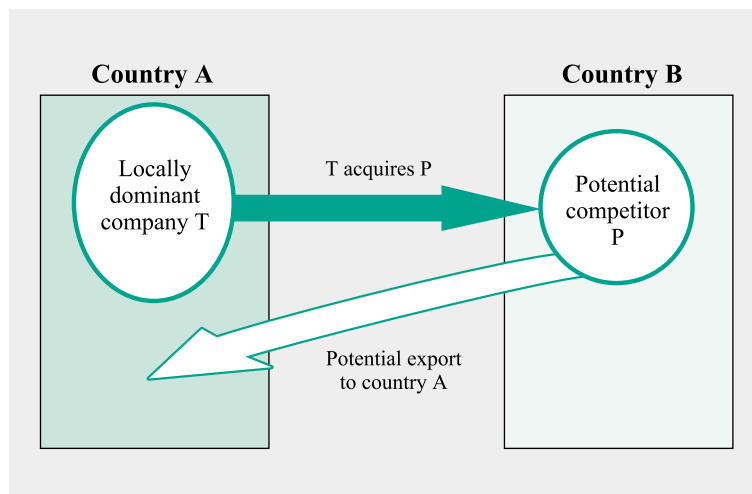 Country A
Country B
Locally
dominant
company T
T acquires P
Potential
competitor
P
Potential export
to country A